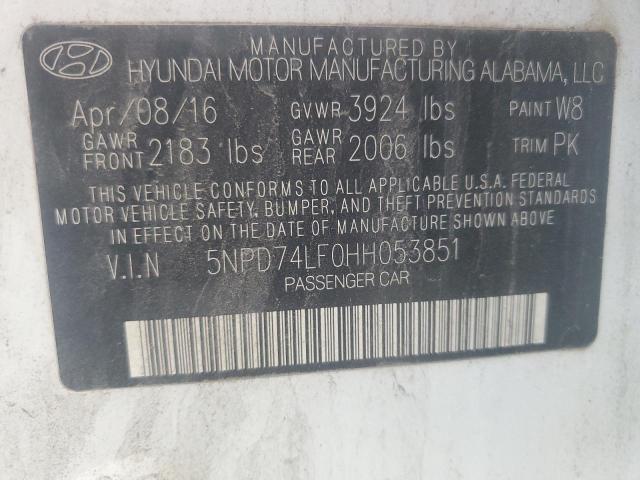 MANUFACTURED BY
HYUNDAI MOTOR MANUFACTURING ALABAMA, LLC
Apr/08/16 GVWR 3924 lbs PAINT W8
GAWR FRONT 2183 lbs GAWR REAR 2006 lbs TRIM PK
THIS VEHICLE CONFORMS TO ALL APPLICABLE U.S.A. FEDERAL
MOTOR VEHICLE SAFETY, BUMPER, AND THEFT PREVENTION STANDARDS
IN EFFECT ON THE DATE OF MANUFACTURE SHOWN ABOVE
V.I.N 5NPD74LF0HH053851
PASSENGER CAR